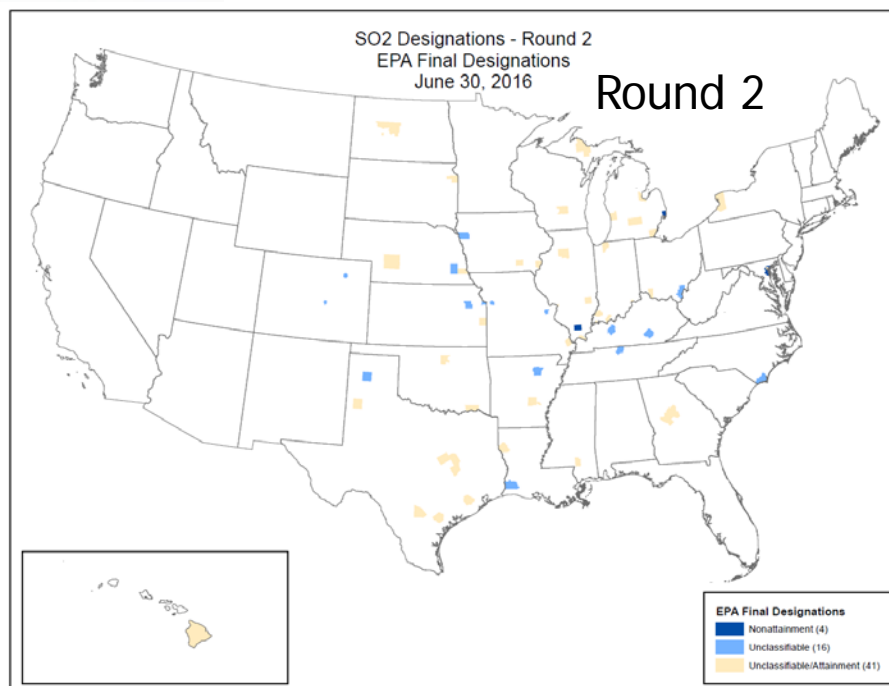 SO2 Designations - Round 2
EPA Final Designations
June 30, 2016
Round 2
EPA Final Designations
Nonattainment (4)
Unclassifiable (16)
Unclassifiable/Attainment (41)